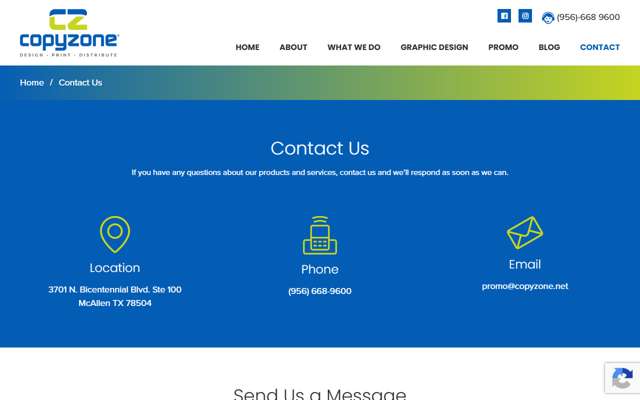 CZ
copyzone
DESIGN • PRINT • DISTRIBUTE
(956)-668 9600
HOME
ABOUT
WHAT WE DO
GRAPHIC DESIGN
PROMO
BLOG
CONTACT
Home / Contact Us
Contact Us
If you have any questions about our products and services, contact us and we'll respond as soon as we can.
Location
3701 N. Bicentennial Blvd. Ste 100
McAllen TX 78504
Phone
(956) 668-9600
Email
promo@copyzone.net
Send Us a Message